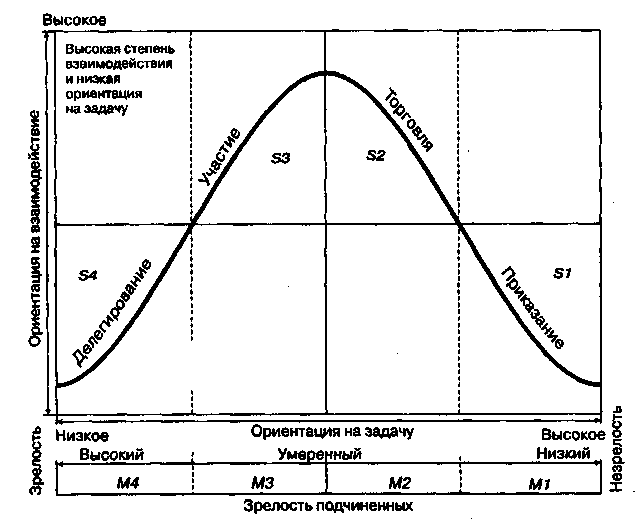 Высокое
Высокая степень
взаимодействия
и низкая
ориентация
на задачу
Ориентация на взаимодействие
Участие
Торговля
S3
S2
S4
S1
Делегирование
Приказание
Низкое
Ориентация на задачу
Высокое
Зрелость
Незрелость
Высокий
Умеренный
Низкий
M4
M3
M2
M1
Зрелость подчиненных